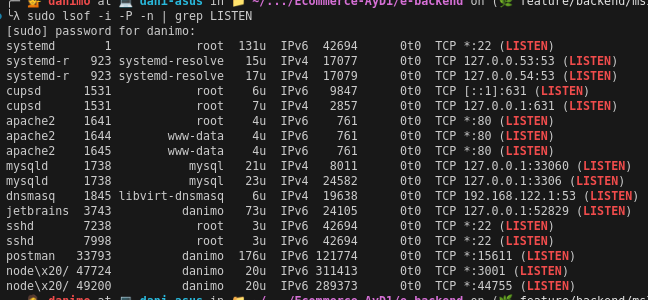 danimo at 💻 dani-asus in 📁 ~/.../Ecommerce-AyD1/e-backend on (🌿 feature/backend/ms
╰λ sudo lsof -i -P -n | grep LISTEN
[sudo] password for danimo:
systemd 1 root 131u IPv6 42694 0t0 TCP *:22 (LISTEN)
systemd-r 923 systemd-resolve 15u IPv4 17077 0t0 TCP 127.0.0.53:53 (LISTEN)
systemd-r 923 systemd-resolve 17u IPv4 17079 0t0 TCP 127.0.0.54:53 (LISTEN)
cupsd 1531 root 6u IPv6 9847 0t0 TCP [::1]:631 (LISTEN)
cupsd 1531 root 7u IPv4 2857 0t0 TCP 127.0.0.1:631 (LISTEN)
apache2 1641 root 4u IPv6 761 0t0 TCP *:80 (LISTEN)
apache2 1644 www-data 4u IPv6 761 0t0 TCP *:80 (LISTEN)
apache2 1645 www-data 4u IPv6 761 0t0 TCP *:80 (LISTEN)
mysqld 1738 mysql 21u IPv4 8011 0t0 TCP 127.0.0.1:33060 (LISTEN)
mysqld 1738 mysql 23u IPv4 24582 0t0 TCP 127.0.0.1:3306 (LISTEN)
dnsmasq 1845 libvirt-dnsmasq 6u IPv4 19638 0t0 TCP 192.168.122.1:53 (LISTEN)
jetbrains 3743 danimo 73u IPv6 24105 0t0 TCP 127.0.0.1:52829 (LISTEN)
sshd 7238 root 3u IPv6 42694 0t0 TCP *:22 (LISTEN)
sshd 7998 root 3u IPv6 42694 0t0 TCP *:22 (LISTEN)
postman 33793 danimo 176u IPv6 121774 0t0 TCP *:15611 (LISTEN)
node\x20/ 47724 danimo 20u IPv6 311413 0t0 TCP *:3001 (LISTEN)
node\x20/ 49200 danimo 20u IPv6 289373 0t0 TCP *:44755 (LISTEN)
danimo at 💻 dani-asus in 📁 ~/.../Ecommerce-AyD1/e-backend on (🌿 feature/backend/ms